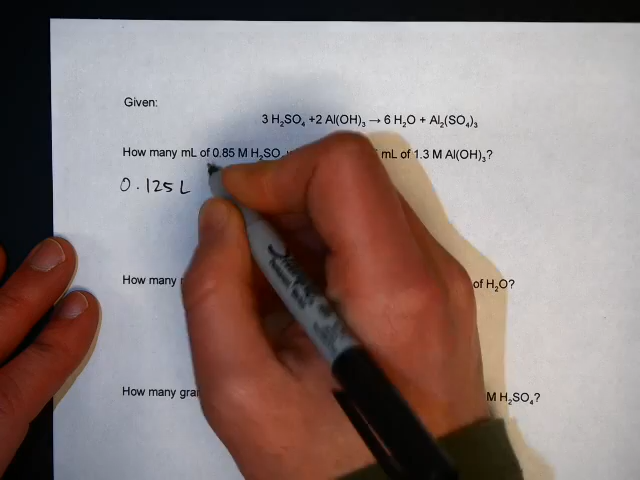 Given:
3 H₂SO₄ +2 Al(OH)₃ → 6 H₂O + Al₂(SO₄)₃
How many mL of 0.85 M H₂SO mL of 1.3 M Al(OH)₃?
0.125 L
How many of H₂O?
How many M H₂SO₄?